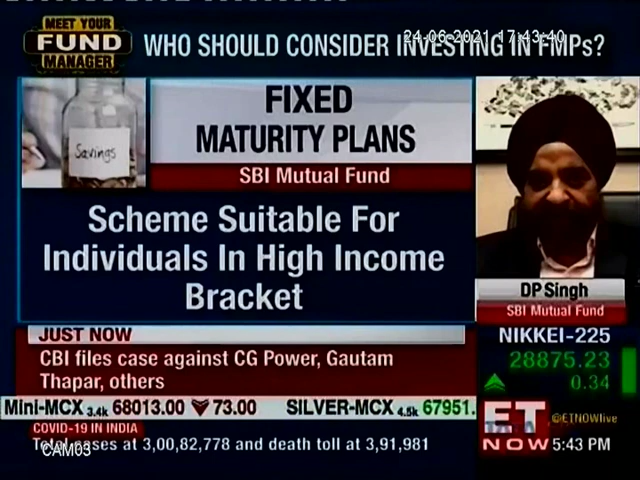 MEET YOUR
FUND
MANAGER
WHO SHOULD CONSIDER INVESTING IN FMPs?
24-06-2021 17:43:40
Savings
FIXED
MATURITY PLANS
SBI Mutual Fund
Scheme Suitable For
Individuals In High Income
Bracket
DP Singh
SBI Mutual Fund
JUST NOW
CBI files case against CG Power, Gautam
Thapar, others
NIKKEI-225
28875.23
0.34
Mini-MCX 3.4k 68013.00 73.00 SILVER-MCX 4.5k 67951.
ET
NOW
@ETNOWlive
5:43 PM
COVID-19 IN INDIA
Total cases at 3,00,82,778 and death toll at 3,91,981
CAM03